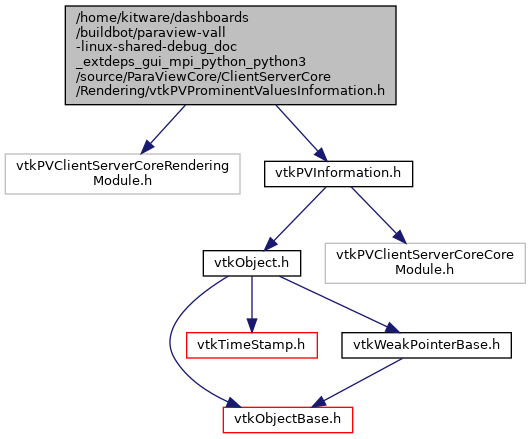 /home/kitware/dashboards
/buildbot/paraview-vall
-linux-shared-debug_doc
_extdeps_gui_mpi_python_python3
/source/ParaViewCore/ClientServerCore
/Rendering/vtkPVProminentValuesInformation.h
vtkPVClientServerCoreRendering
Module.h
vtkPVInformation.h
vtkObject.h
vtkPVClientServerCoreCore
Module.h
vtkTimeStamp.h
vtkWeakPointerBase.h
vtkObjectBase.h